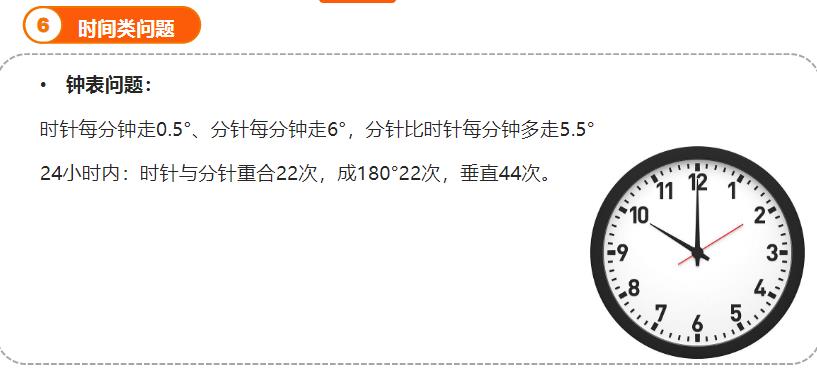 6 时间类问题
• 钟表问题：
时针每分钟走0.5°、分针每分钟走6°，分针比时针每分钟多走5.5°
24小时内：时针与分针重合22次，成180°22次，垂直44次。
12
11 1
10 2
9 3
8 4
7 5
6